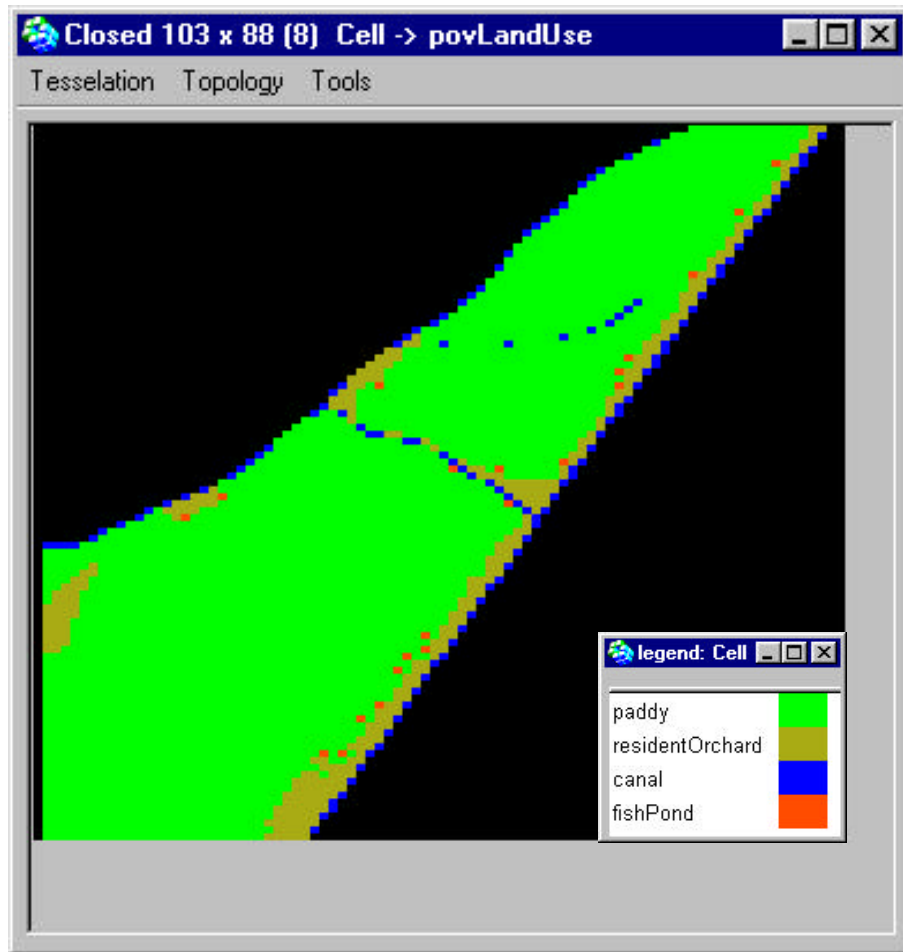 Closed 103 x 88 (8) Cell -> povLandUse
Tesselation Topology Tools
legend: Cell
paddy
residentOrchard
canal
fishPond